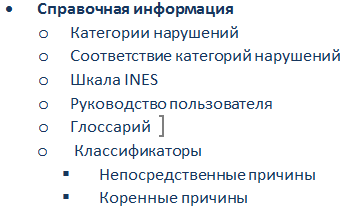 • Справочная информация
o Категории нарушений
o Соответствие категорий нарушений
o Шкала INES
o Руководство пользователя
o Глоссарий ]
o Классификаторы
▪ Непосредственные причины
▪ Коренные причины